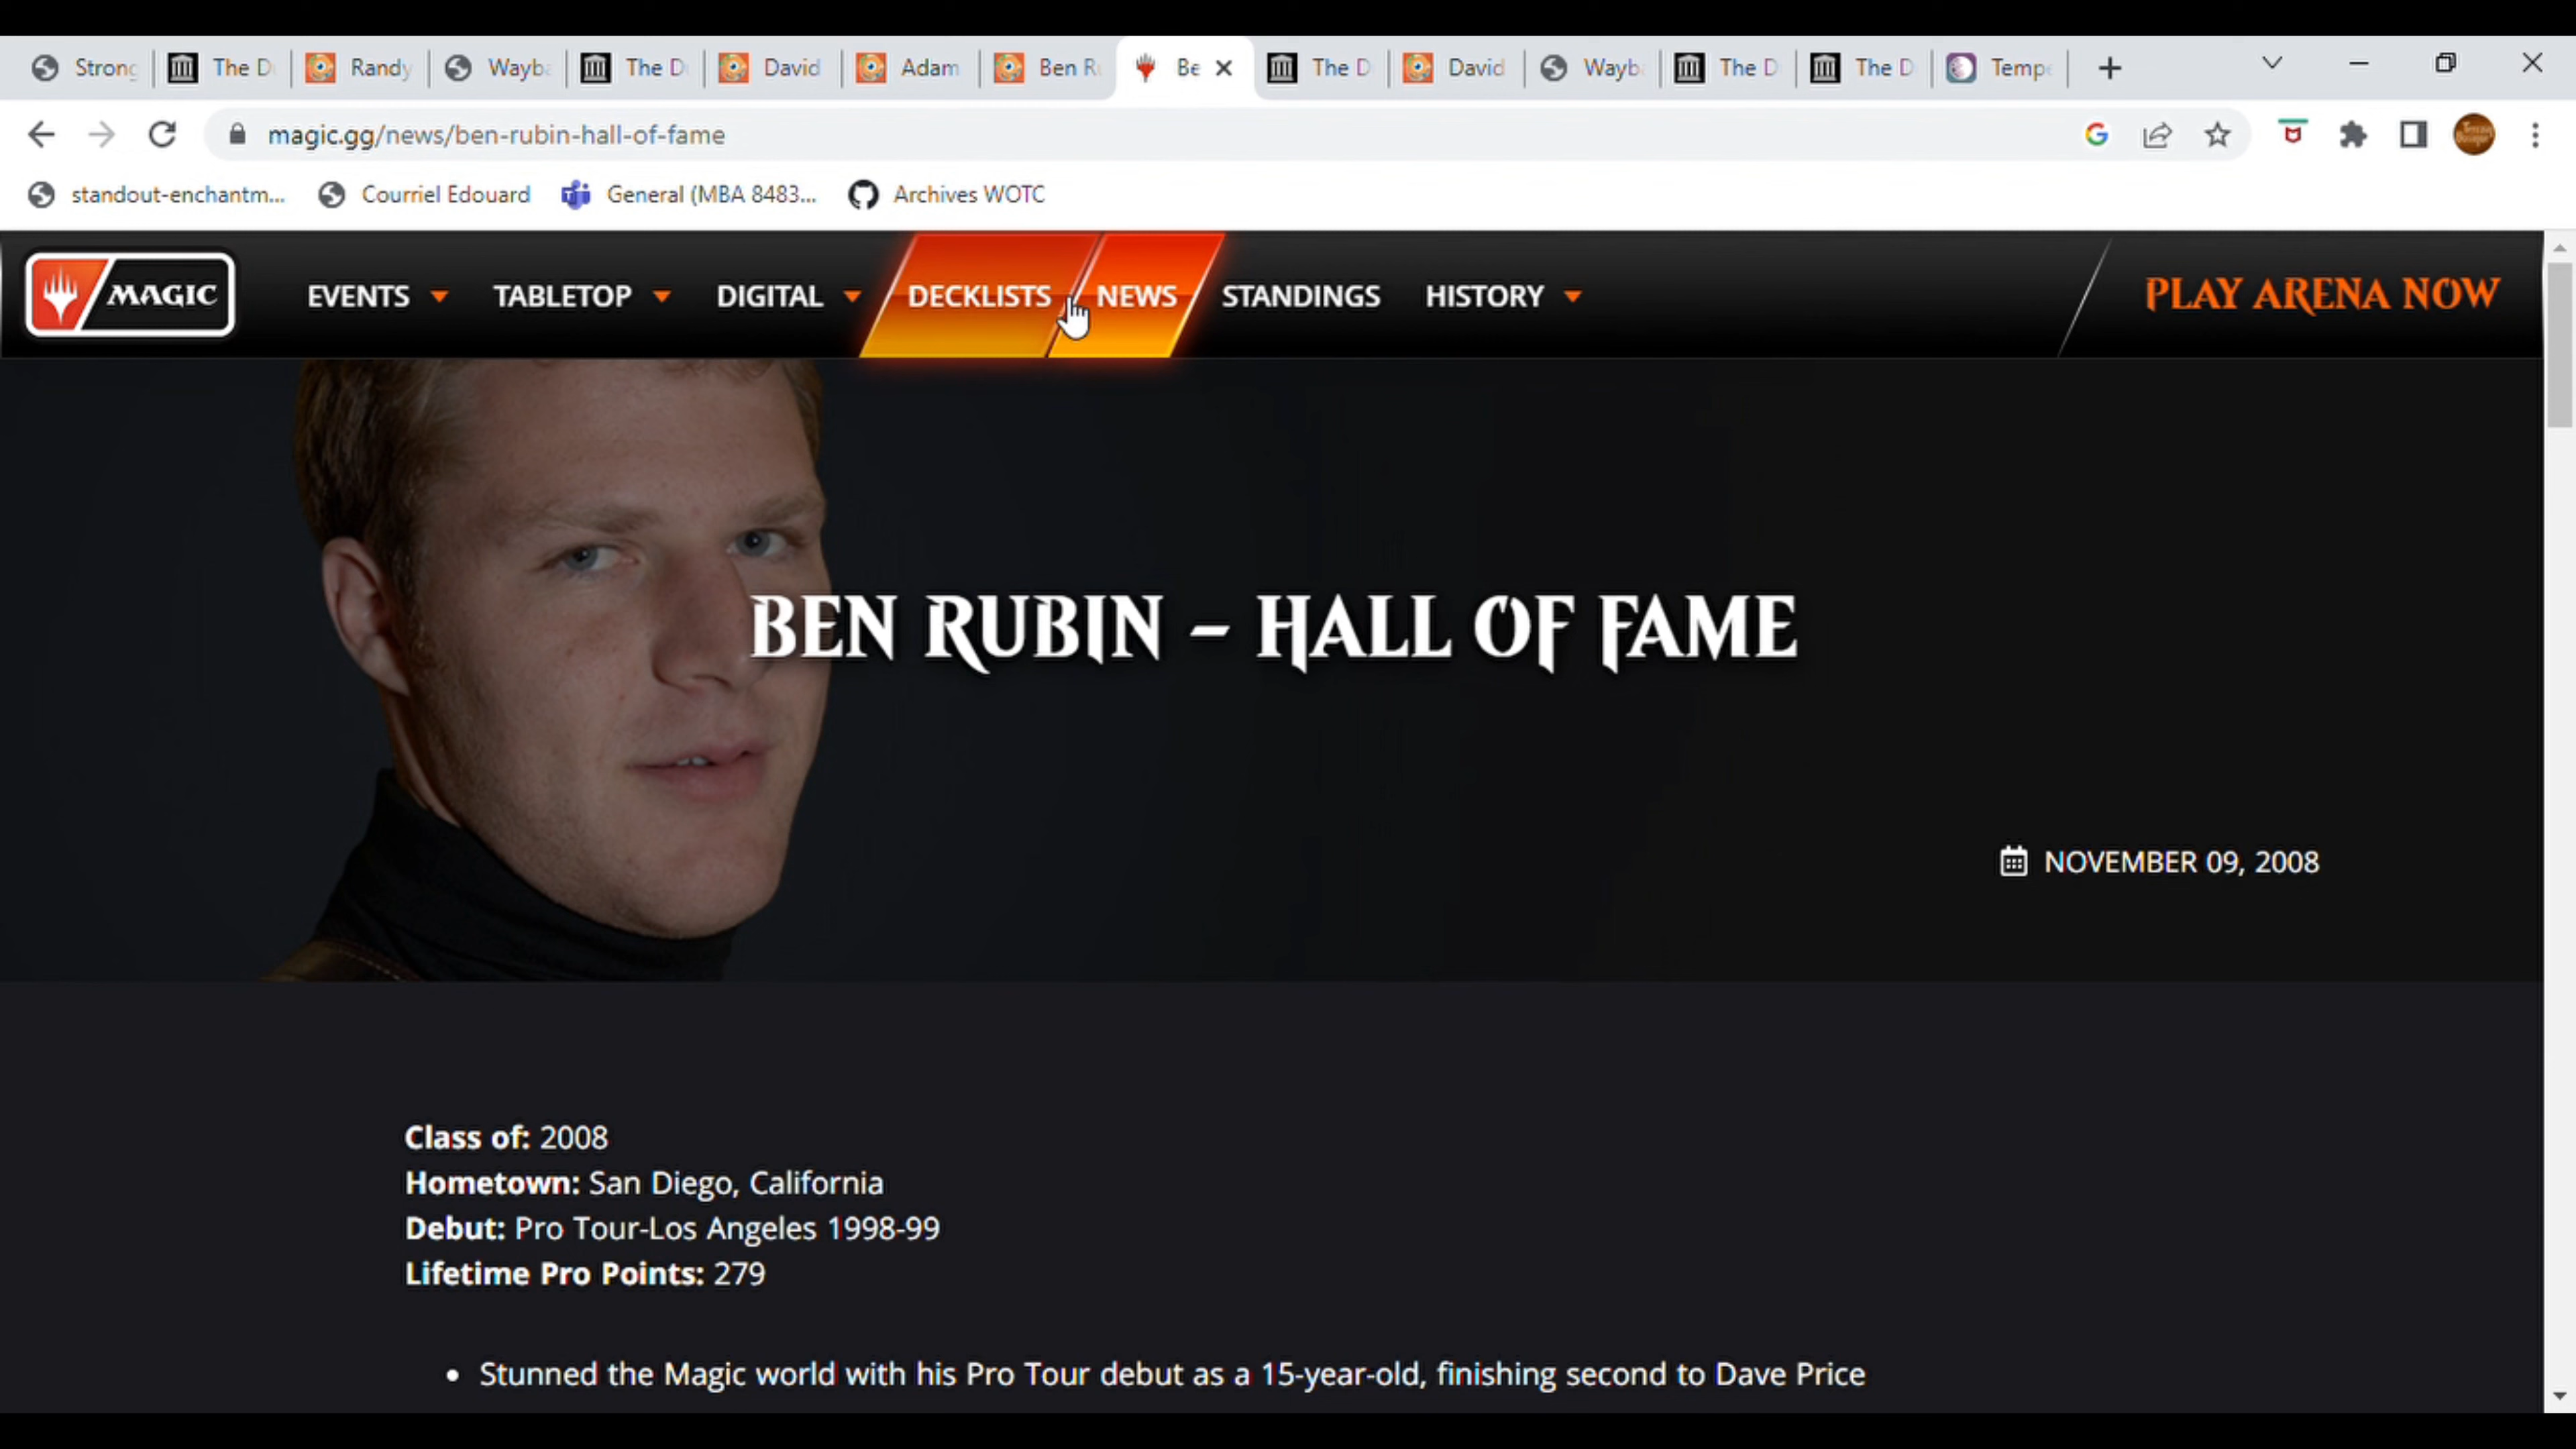 Strong The D Randy Wayba The D David Adam Ben Ru Be The D David Wayb The D The D Tempe
magic.gg/news/ben-rubin-hall-of-fame
standout-enchantm... Courriel Edouard General (MBA 8483... Archives WOTC
MAGIC EVENTS TABLETOP DIGITAL DECKLISTS NEWS STANDINGS HISTORY PLAY ARENA NOW
BEN RUBIN – HALL OF FAME
NOVEMBER 09, 2008
Class of: 2008
Hometown: San Diego, California
Debut: Pro Tour-Los Angeles 1998-99
Lifetime Pro Points: 279
• Stunned the Magic world with his Pro Tour debut as a 15-year-old, finishing second to Dave Price